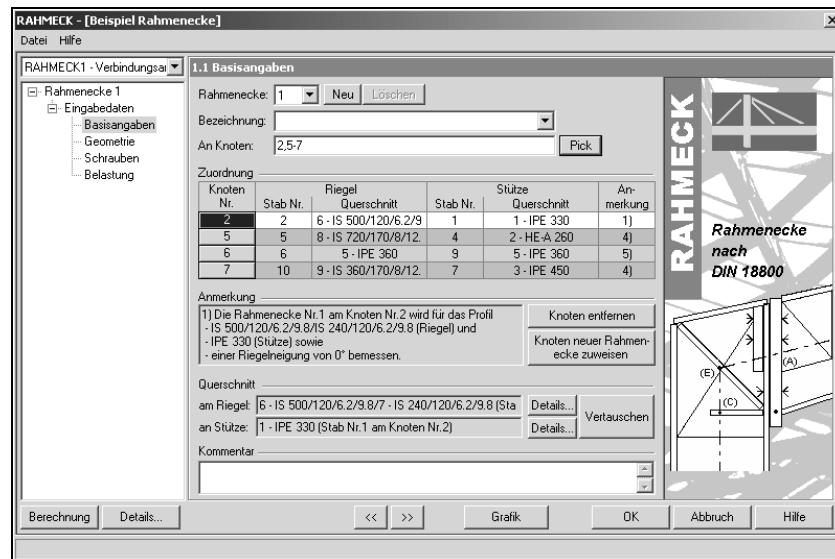 RAHMECK - [Beispiel Rahmenecke]
Datei Hilfe
RAHMECK1 - Verbindungsar
Rahmenecke 1
Eingabedaten
Basisangaben
Geometrie
Schrauben
Belastung
1.1 Basisangaben
Rahmenecke: 1 Neu Löschen
Bezeichnung:
An Knoten: 2,5-7 Pick
Zuordnung
Knoten Riegel Stütze An-
Nr. Stab Nr. Querschnitt Stab Nr. Querschnitt merkung
2 2 6 - IS 500/120/6.2/9 1 1 - IPE 330 1)
5 5 8 - IS 720/170/8/12. 4 2 - HE-A 260 4)
6 6 5 - IPE 360 9 5 - IPE 360 5)
7 10 9 - IS 360/170/8/12. 7 3 - IPE 450 4)
Anmerkung
1) Die Rahmenecke Nr.1 am Knoten Nr.2 wird für das Profil
- IS 500/120/6.2/9.8/IS 240/120/6.2/9.8 (Riegel) und
- IPE 330 (Stütze) sowie
- einer Riegelneigung von 0° bemessen.
Knoten entfernen
Knoten neuer Rahmen-
ecke zuweisen
Querschnitt
am Riegel: 6 - IS 500/120/6.2/9.8/7 - IS 240/120/6.2/9.8 (Sta Details...
an Stütze: 1 - IPE 330 (Stab Nr.1 am Knoten Nr.2) Details...
Vertauschen
Kommentar
RAHMECK
Rahmenecke
nach
DIN 18800
(E)
(A)
(C)
Berechnung Details... << >> Grafik OK Abbruch Hilfe